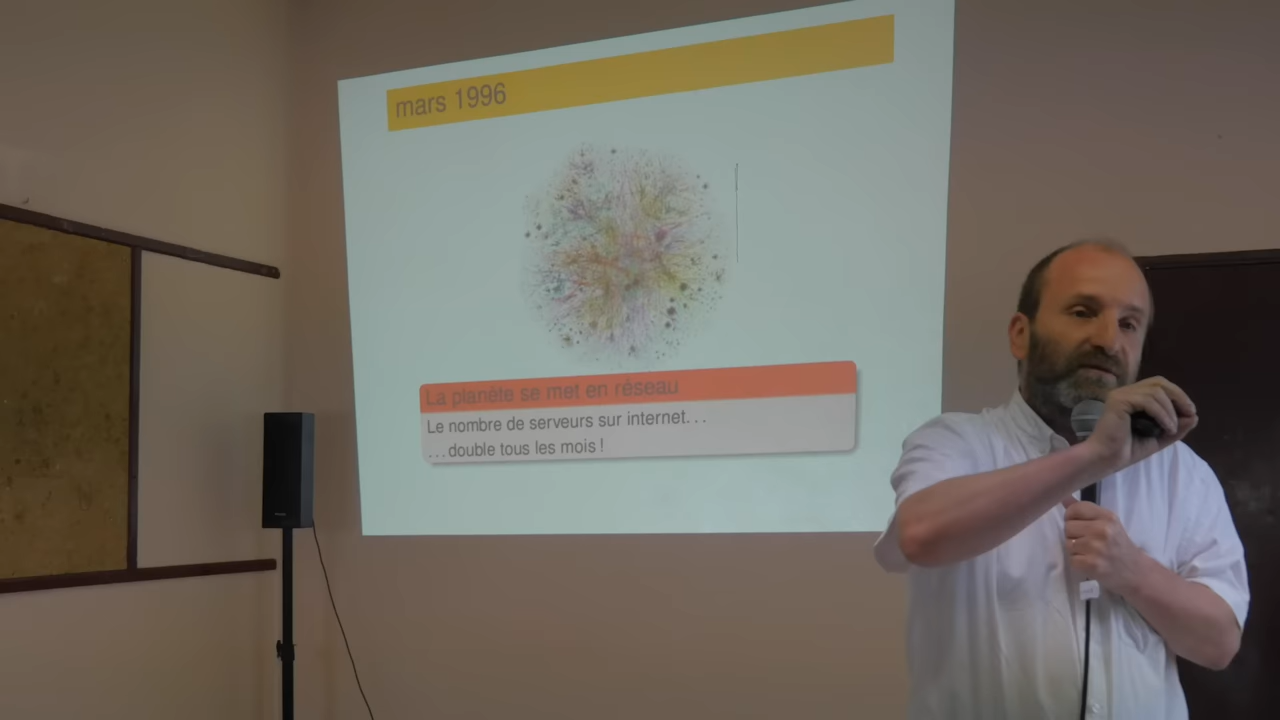 mars 1996
La planète se met en réseau
Le nombre de serveurs sur internet...
...double tous les mois !